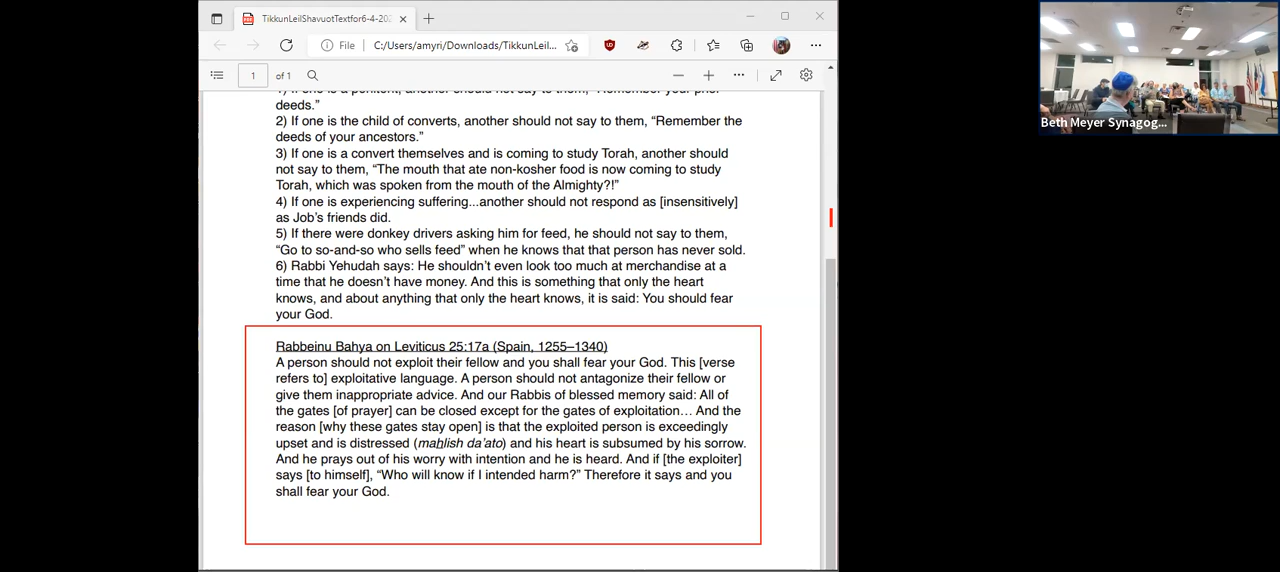 TikkunLeilShavuotTextfor6-4-202
File
C:/Users/amyri/Downloads/TikkunLeil...
1
of 1
1) If one is a penitent, another should not say to them, “Remember your prior
deeds.”
2) If one is the child of converts, another should not say to them, “Remember the
deeds of your ancestors.”
3) If one is a convert themselves and is coming to study Torah, another should
not say to them, “The mouth that ate non-kosher food is now coming to study
Torah, which was spoken from the mouth of the Almighty?!”
4) If one is experiencing suffering...another should not respond as [insensitively]
as Job’s friends did.
5) If there were donkey drivers asking him for feed, he should not say to them,
“Go to so-and-so who sells feed” when he knows that that person has never sold.
6) Rabbi Yehudah says: He shouldn’t even look too much at merchandise at a
time that he doesn’t have money. And this is something that only the heart
knows, and about anything that only the heart knows, it is said: You should fear
your God.
Rabbeinu Bahya on Leviticus 25:17a (Spain, 1255–1340)
A person should not exploit their fellow and you shall fear your God. This [verse
refers to] exploitative language. A person should not antagonize their fellow or
give them inappropriate advice. And our Rabbis of blessed memory said: All of
the gates [of prayer] can be closed except for the gates of exploitation… And the
reason [why these gates stay open] is that the exploited person is exceedingly
upset and is distressed (mahlish da’ato) and his heart is subsumed by his sorrow.
And he prays out of his worry with intention and he is heard. And if [the exploiter]
says [to himself], “Who will know if I intended harm?” Therefore it says and you
shall fear your God.
Beth Meyer Synagog...